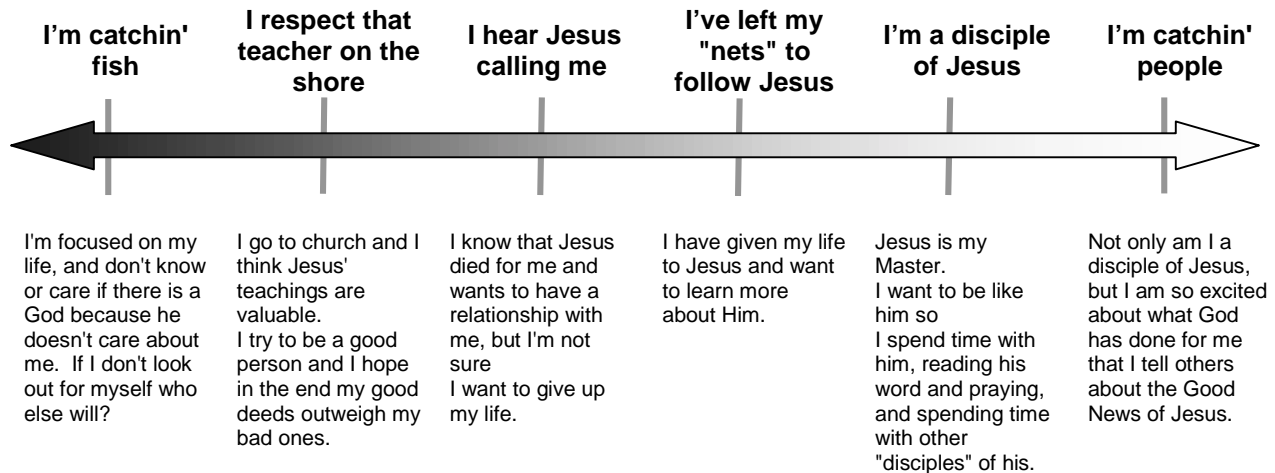 I’m catchin'
fish
I respect that
teacher on the
shore
I hear Jesus
calling me
I’ve left my
"nets" to
follow Jesus
I’m a disciple
of Jesus
I’m catchin'
people
I'm focused on my
life, and don't know
or care if there is a
God because he
doesn't care about
me.  If I don't look
out for myself who
else will?
I go to church and I
think Jesus'
teachings are
valuable.
I try to be a good
person and I hope
in the end my good
deeds outweigh my
bad ones.
I know that Jesus
died for me and
wants to have a
relationship with
me, but I'm not
sure
I want to give up
my life.
I have given my life
to Jesus and want
to learn more
about Him.
Jesus is my
Master.
I want to be like
him so
I spend time with
him, reading his
word and praying,
and spending time
with other
"disciples" of his.
Not only am I a
disciple of Jesus,
but I am so excited
about what God
has done for me
that I tell others
about the Good
News of Jesus.